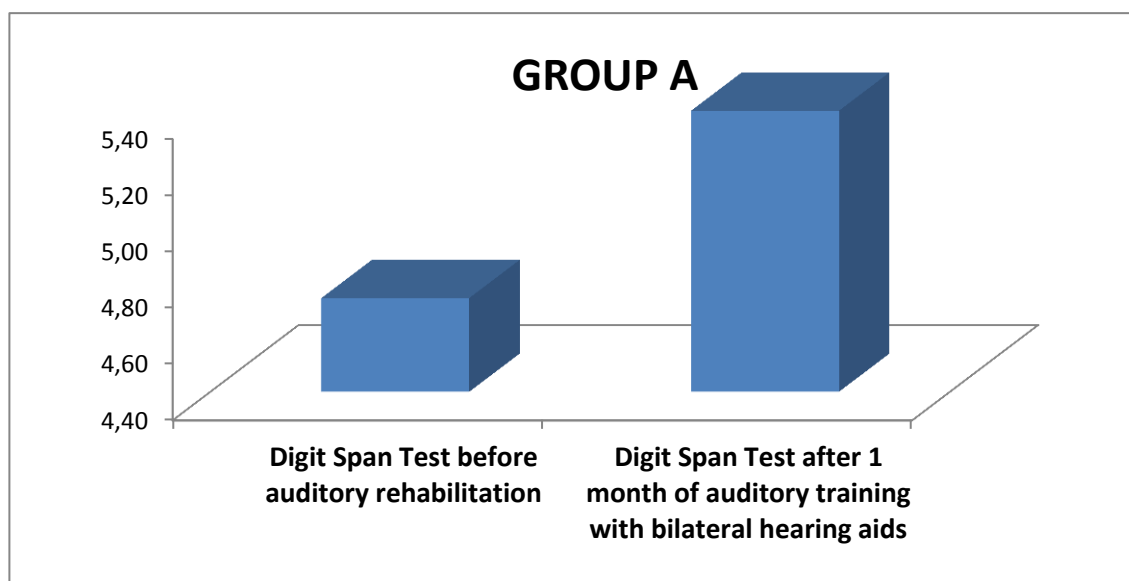 GROUP A
5,40
5,20
5,00
4,80
4,60
4,40
Digit Span Test before
auditory rehabilitation
Digit Span Test after 1
month of auditory training
with bilateral hearing aids